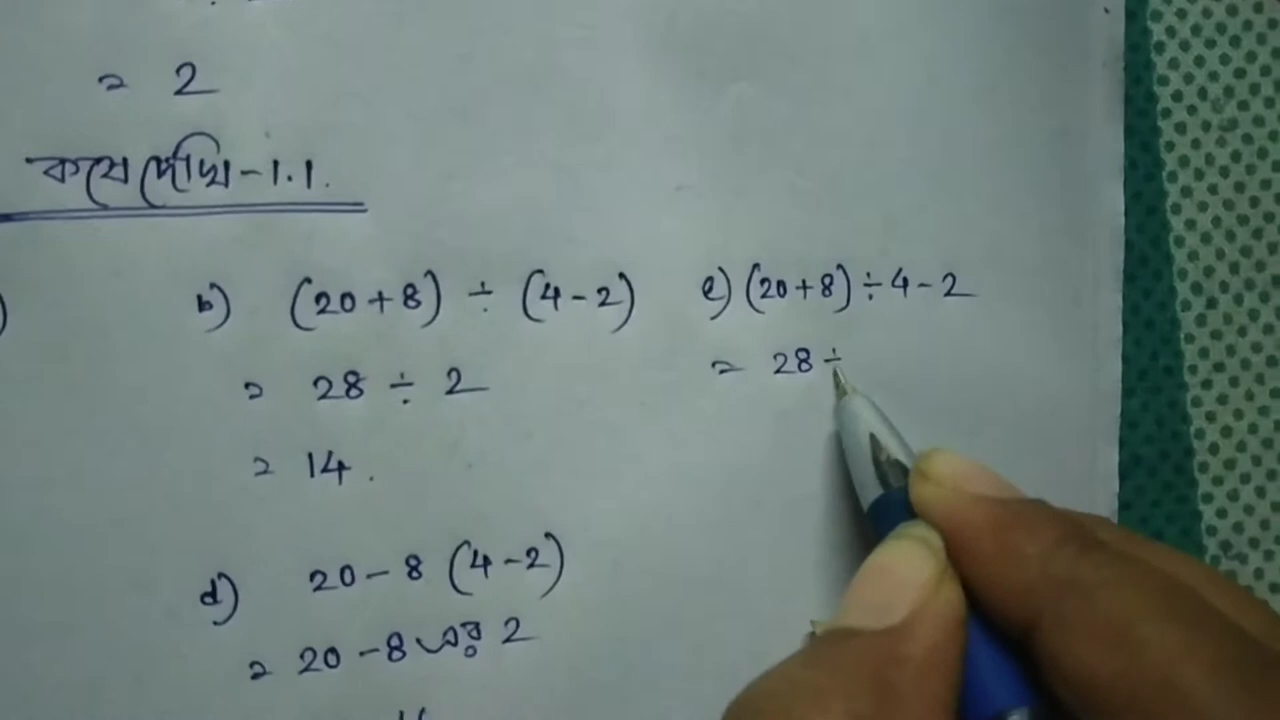 = 2
কষে দেখি - 1.1.
)
b) (20+8) ÷ (4-2)
= 28 ÷ 2
= 14.
e) (20+8) ÷ 4-2
= 28 ÷
d) 20-8 (4-2)
= 20-8 এর 2